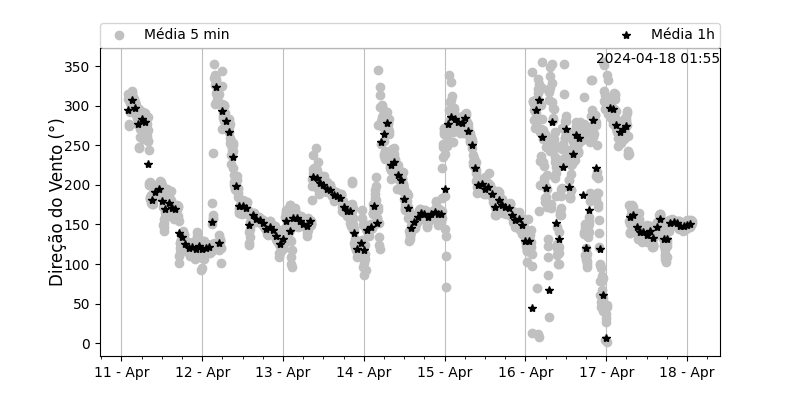 Média 5 min
Média 1h
2024-04-18 01:55
Direção do Vento (°)
350
300
250
200
150
100
50
0
11 - Apr
12 - Apr
13 - Apr
14 - Apr
15 - Apr
16 - Apr
17 - Apr
18 - Apr